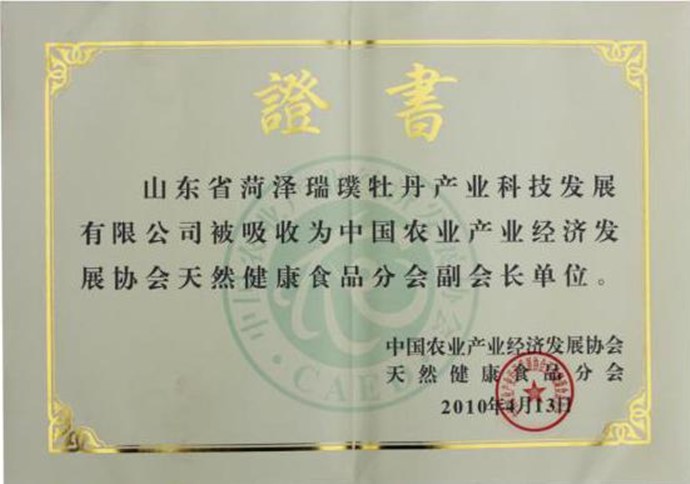 證書
山东省菏泽瑞璞牡丹产业科技发展
有限公司被吸收为中国农业产业经济发
展协会天然健康食品分会副会长单位。
中国农业产业经济发展协会
天然健康食品分会
2010年4月13日
CAED